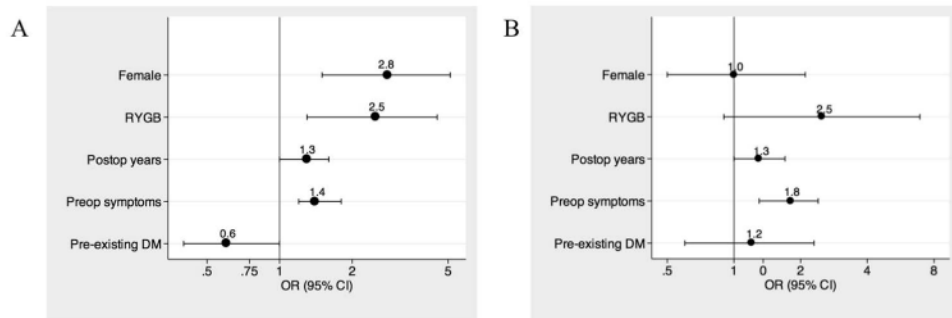 A
Female
2.8
RYGB
2.5
Postop years
1.3
Preop symptoms
1.4
Pre-existing DM
0.6
.5 .75 1 2 5
OR (95% CI)
B
Female
1.0
RYGB
2.5
Postop years
1.3
Preop symptoms
1.8
Pre-existing DM
1.2
.5 1 0 2 4 8
OR (95% CI)